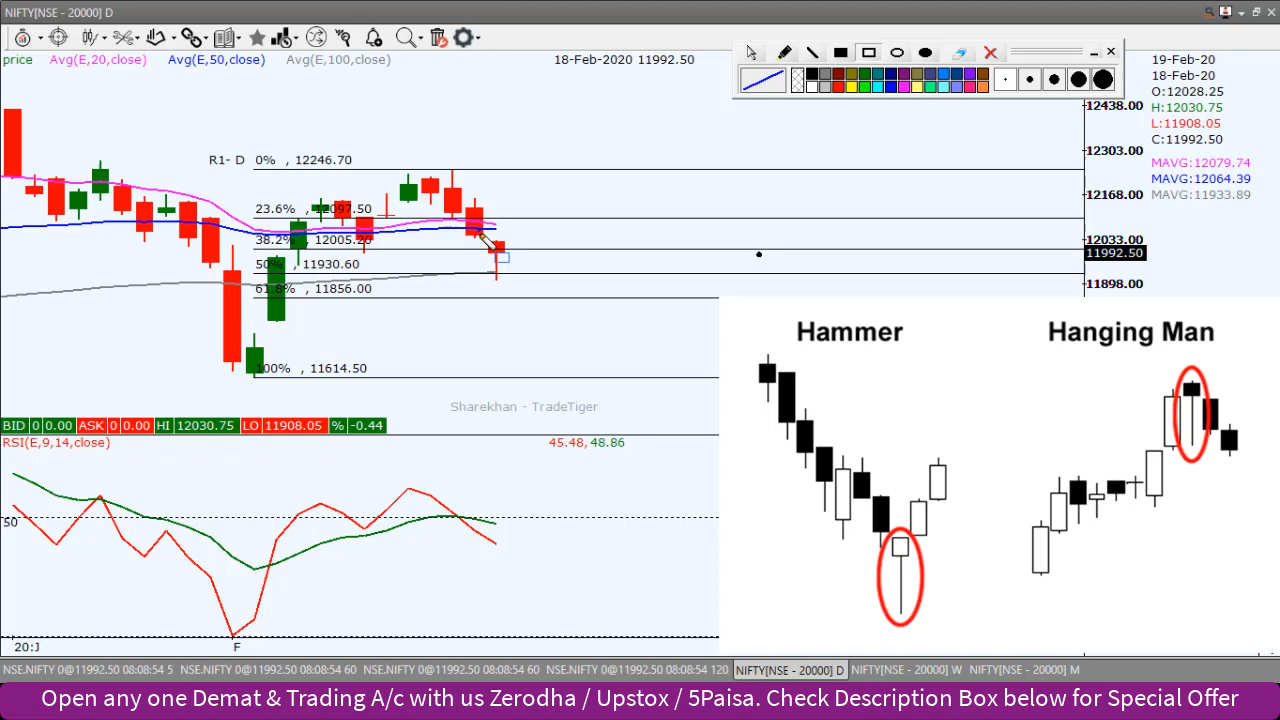 NIFTY[NSE - 20000] D
price Avg(E,20,close) Avg(E,50,close) Avg(E,100,close) 18-Feb-2020 11992.50
19-Feb-20
18-Feb-20
O:12028.25
H:12030.75
L:11908.05
C:11992.50
MAVG:12079.74
MAVG:12064.39
MAVG:11933.89
12438.00
12303.00
12168.00
12033.00
11992.50
11898.00
R1- D 0% , 12246.70
23.6% , 12097.50
38.2% , 12005.20
50% , 11930.60
61.8% , 11856.00
100% , 11614.50
Sharekhan - TradeTiger
BID 0 0.00 ASK 0 0.00 HI 12030.75 LO 11908.05 % -0.44
RSI(E,9,14,close) 45.48, 48.86
50
20:J F
Hammer
Hanging Man
NSE.NIFTY 0@11992.50 08:08:54 5 NSE.NIFTY 0@11992.50 08:08:54 60 NSE.NIFTY 0@11992.50 08:08:54 60 NSE.NIFTY 0@11992.50 08:08:54 120 NIFTY[NSE - 20000] D NIFTY[NSE - 20000] W NIFTY[NSE - 20000] M
Open any one Demat & Trading A/c with us Zerodha / Upstox / 5Paisa. Check Description Box below for Special Offer